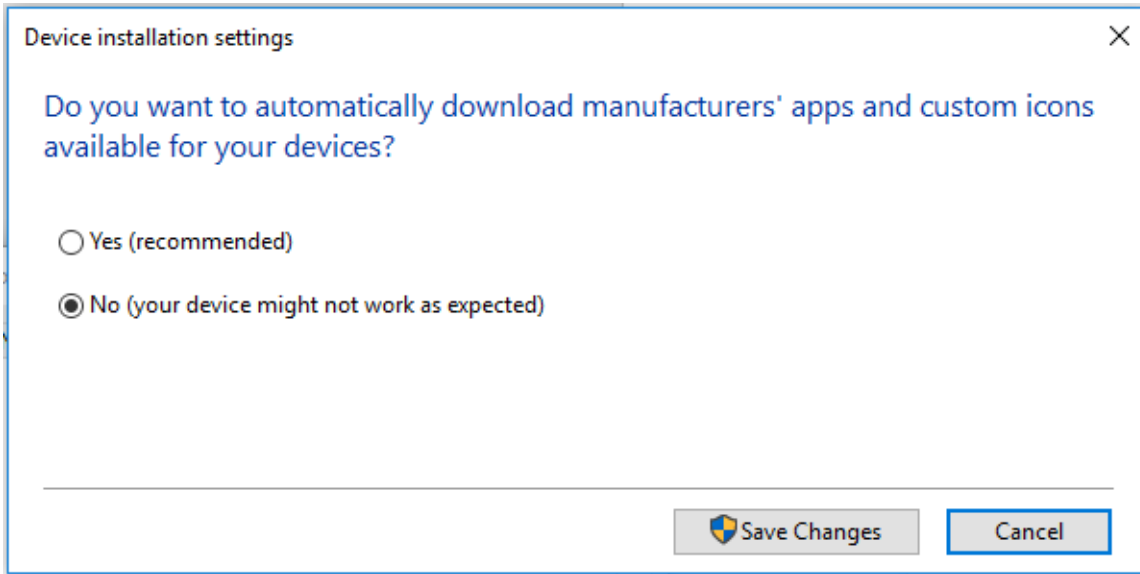 Device installation settings
Do you want to automatically download manufacturers' apps and custom icons
available for your devices?
Yes (recommended)
No (your device might not work as expected)
Save Changes
Cancel